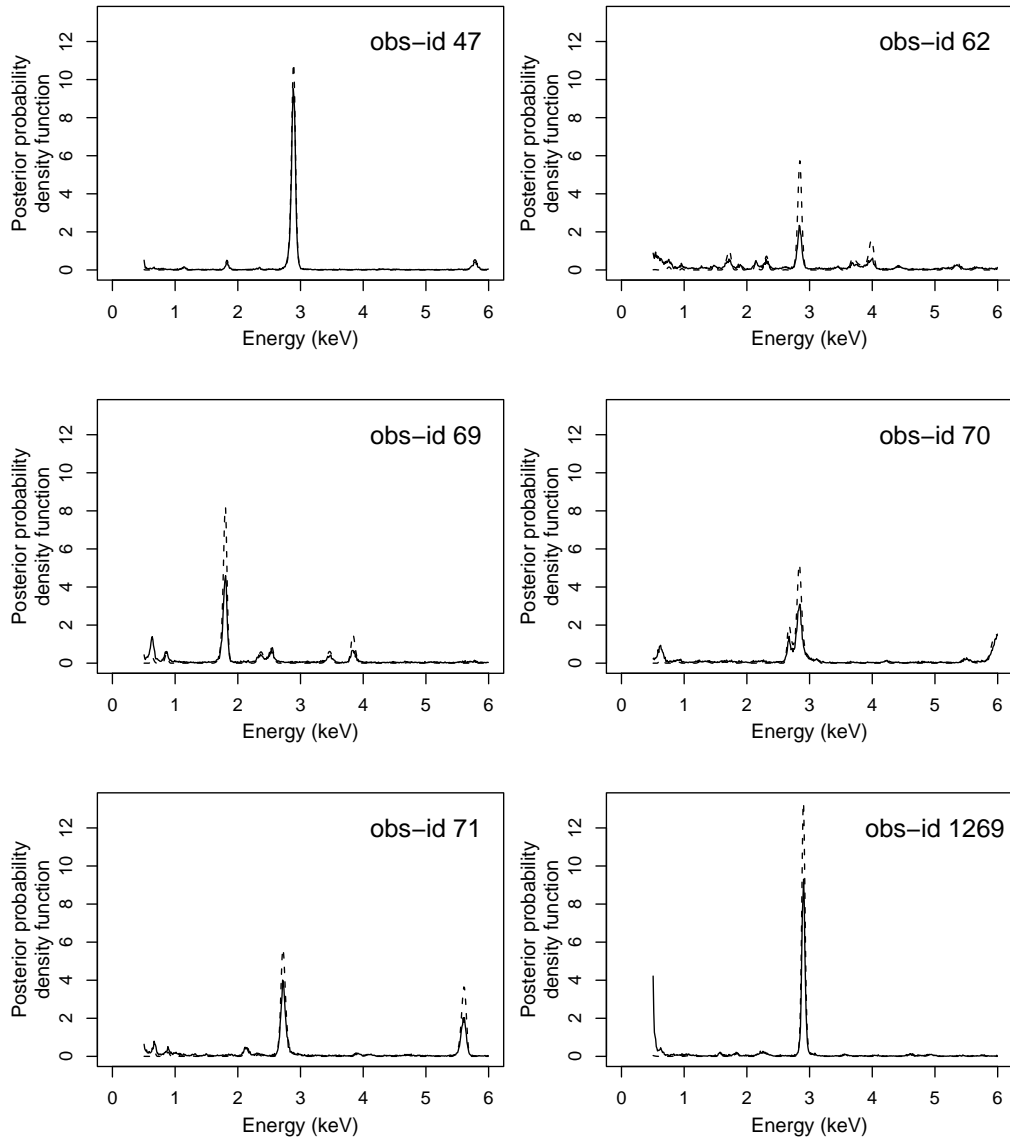 obs−id 47
Posterior probability
density function
0 2 4 6 8 10 12
0 1 2 3 4 5 6
Energy (keV)
obs−id 62
Posterior probability
density function
0 2 4 6 8 10 12
0 1 2 3 4 5 6
Energy (keV)
obs−id 69
Posterior probability
density function
0 2 4 6 8 10 12
0 1 2 3 4 5 6
Energy (keV)
obs−id 70
Posterior probability
density function
0 2 4 6 8 10 12
0 1 2 3 4 5 6
Energy (keV)
obs−id 71
Posterior probability
density function
0 2 4 6 8 10 12
0 1 2 3 4 5 6
Energy (keV)
obs−id 1269
Posterior probability
density function
0 2 4 6 8 10 12
0 1 2 3 4 5 6
Energy (keV)